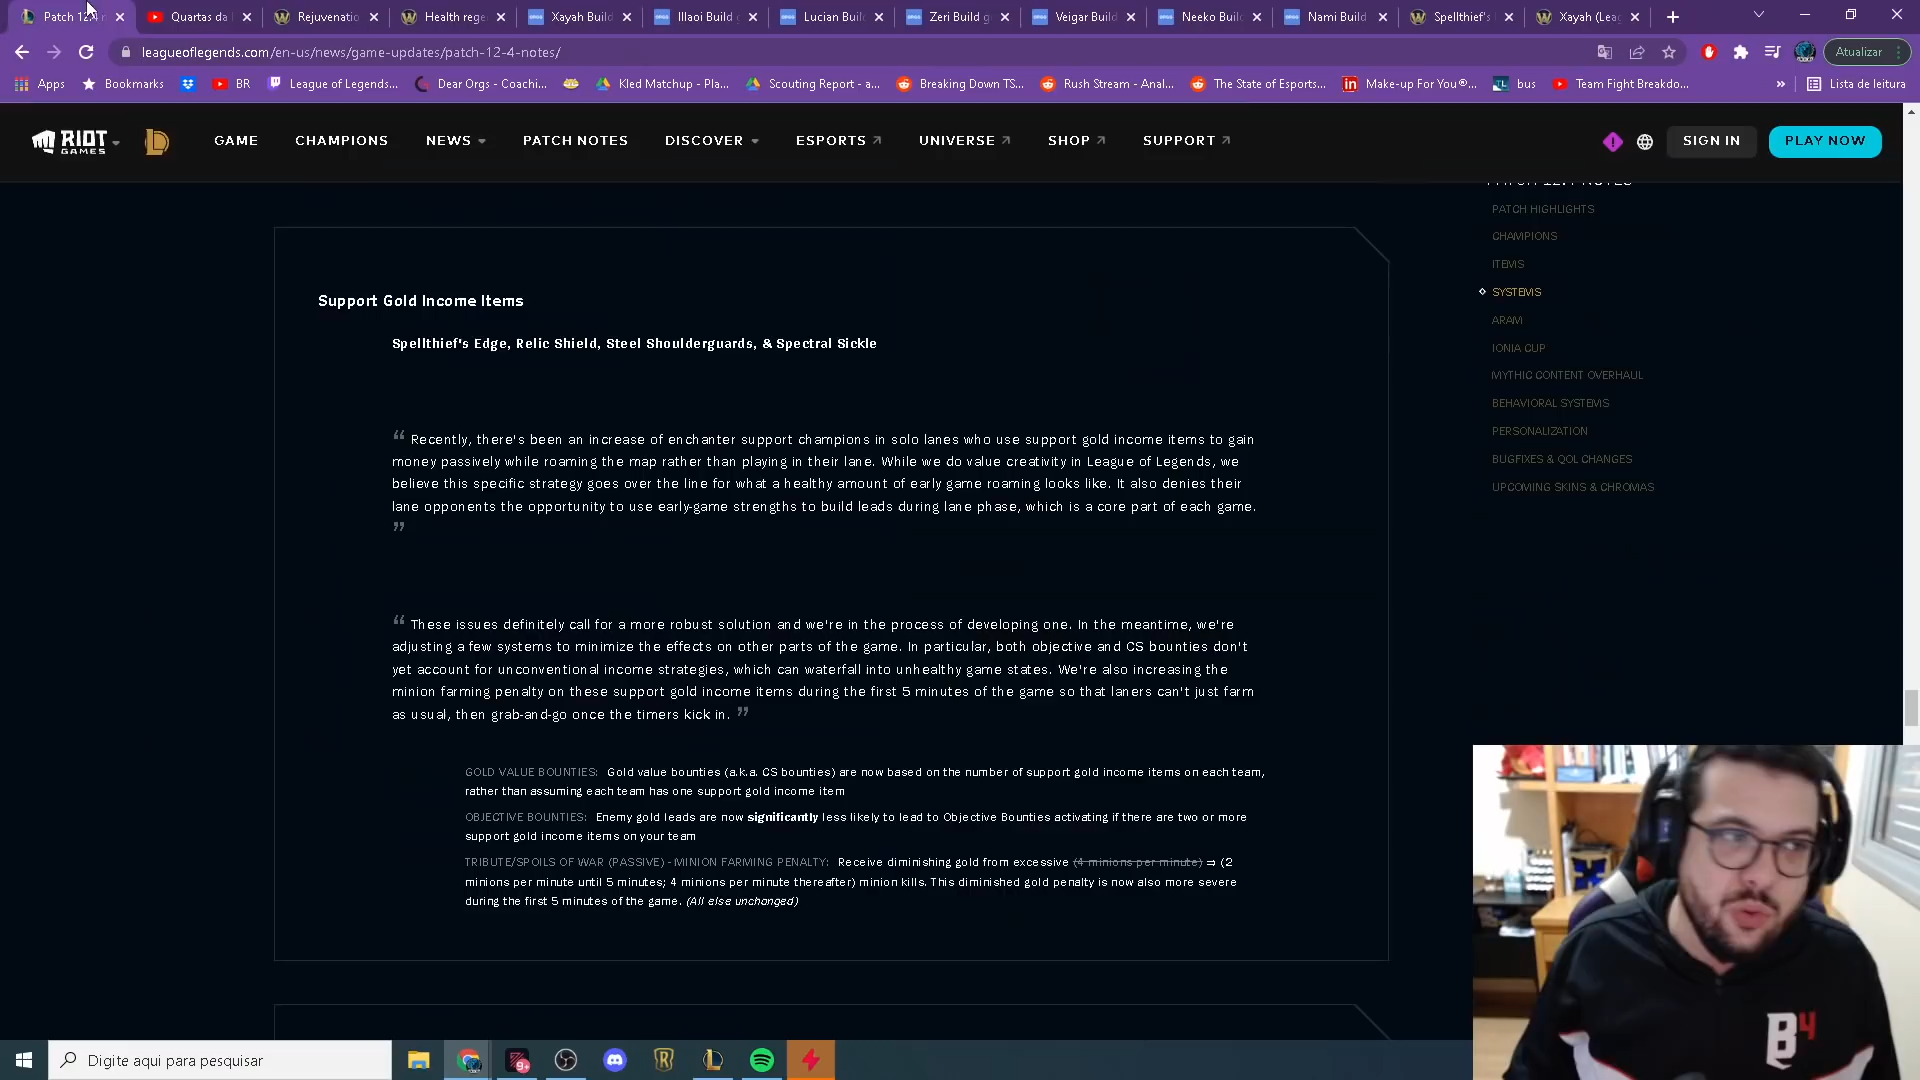 Patch 12.4 n
Quartas da
Rejuvenatio
Health rege
Xayah Build
Illaoi Build g
Lucian Buil
Zeri Build g
Veigar Build
Neeko Buil
Nami Build
Spellthief's
Xayah (Leag
leagueoflegends.com/en-us/news/game-updates/patch-12-4-notes/
Atualizar
Apps
Bookmarks
BR
League of Legends...
Dear Orgs - Coachi...
Kled Matchup - Pla...
Scouting Report - a...
Breaking Down TS...
Rush Stream - Anal...
The State of Esports...
Make-up For You®...
bus
Team Fight Breakdo...
»
Lista de leitura
RIOT GAMES
GAME
CHAMPIONS
NEWS
PATCH NOTES
DISCOVER
ESPORTS
UNIVERSE
SHOP
SUPPORT
SIGN IN
PLAY NOW
PATCH 12.4 NOTES
PATCH HIGHLIGHTS
CHAMPIONS
ITEMS
SYSTEMS
ARAM
IONIA CUP
MYTHIC CONTENT OVERHAUL
BEHAVIORAL SYSTEMS
PERSONALIZATION
BUGFIXES & QOL CHANGES
UPCOMING SKINS & CHROMAS
Support Gold Income Items
Spellthief's Edge, Relic Shield, Steel Shoulderguards, & Spectral Sickle
“ Recently, there's been an increase of enchanter support champions in solo lanes who use support gold income items to gain
money passively while roaming the map rather than playing in their lane. While we do value creativity in League of Legends, we
believe this specific strategy goes over the line for what a healthy amount of early game roaming looks like. It also denies their
lane opponents the opportunity to use early-game strengths to build leads during lane phase, which is a core part of each game.
”
“ These issues definitely call for a more robust solution and we're in the process of developing one. In the meantime, we're
adjusting a few systems to minimize the effects on other parts of the game. In particular, both objective and CS bounties don't
yet account for unconventional income strategies, which can waterfall into unhealthy game states. We're also increasing the
minion farming penalty on these support gold income items during the first 5 minutes of the game so that laners can't just farm
as usual, then grab-and-go once the timers kick in. ”
GOLD VALUE BOUNTIES: Gold value bounties (a.k.a. CS bounties) are now based on the number of support gold income items on each team,
rather than assuming each team has one support gold income item
OBJECTIVE BOUNTIES: Enemy gold leads are now significantly less likely to lead to Objective Bounties activating if there are two or more
support gold income items on your team
TRIBUTE/SPOILS OF WAR (PASSIVE) - MINION FARMING PENALTY: Receive diminishing gold from excessive (4 minions per minute) ⇒ (2
minions per minute until 5 minutes; 4 minions per minute thereafter) minion kills. This diminished gold penalty is now also more severe
during the first 5 minutes of the game. (All else unchanged)
B4
Digite aqui para pesquisar
9+